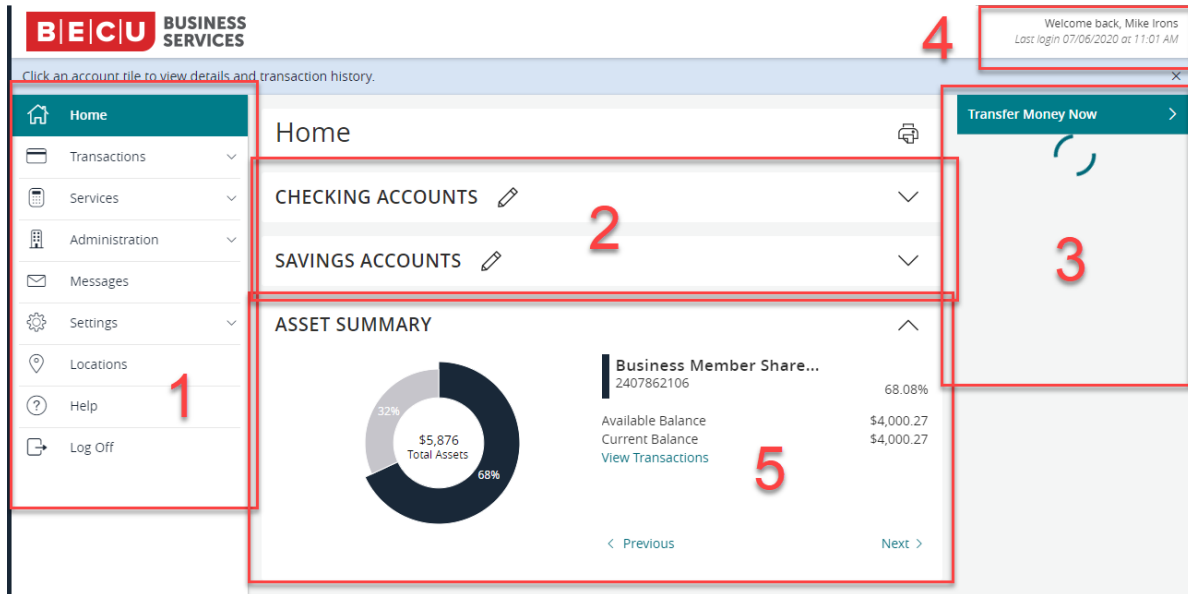 BECU BUSINESS
SERVICES
4
Welcome back, Mike Irons
Last login 07/06/2020 at 11:01 AM
Click an account tile to view details and transaction history.
Home
Transactions
Services
Administration
Messages
Settings
Locations
Help
Log Off
1
Home
CHECKING ACCOUNTS
SAVINGS ACCOUNTS
2
ASSET SUMMARY
32%
$5,876
Total Assets
68%
Business Member Share...
2407862106
68.08%
Available Balance $4,000.27
Current Balance $4,000.27
View Transactions
5
< Previous Next >
Transfer Money Now >
3